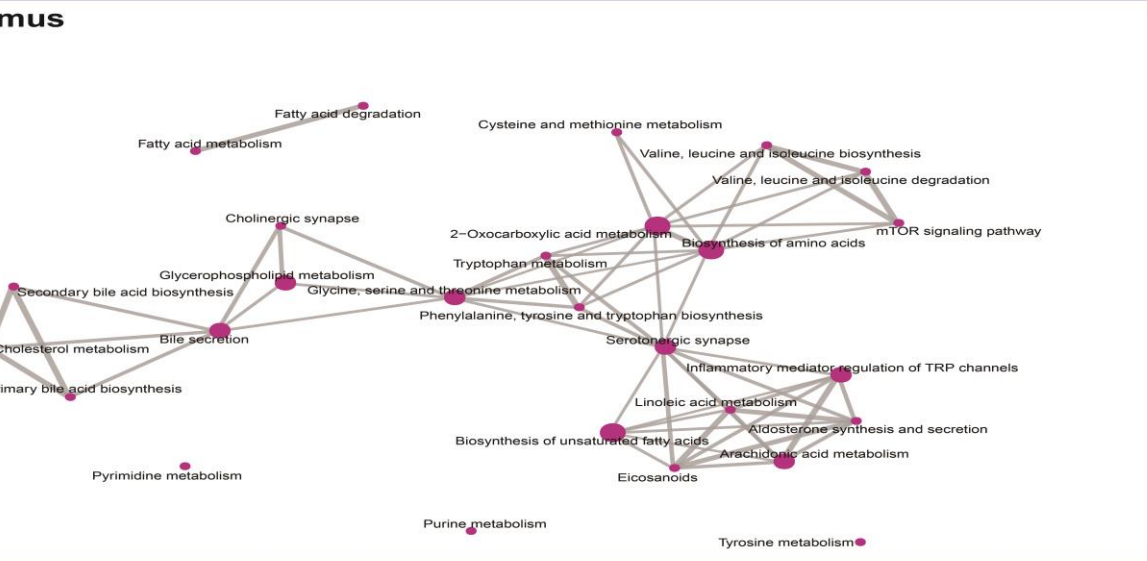 mus
Fatty acid degradation
Cysteine and methionine metabolism
Fatty acid metabolism
Valine, leucine and isoleucine biosynthesis
Valine, leucine and isoleucine degradation
Cholinergic synapse
mTOR signaling pathway
2−Oxocarboxylic acid metabolism
Biosynthesis of amino acids
Tryptophan metabolism
Glycerophospholipid metabolism
Secondary bile acid biosynthesis
Glycine, serine and threonine metabolism
Phenylalanine, tyrosine and tryptophan biosynthesis
Bile secretion
Serotonergic synapse
Cholesterol metabolism
Inflammatory mediator regulation of TRP channels
imary bile acid biosynthesis
Linoleic acid metabolism
Aldosterone synthesis and secretion
Biosynthesis of unsaturated fatty acids
Arachidonic acid metabolism
Pyrimidine metabolism
Eicosanoids
Purine metabolism
Tyrosine metabolism